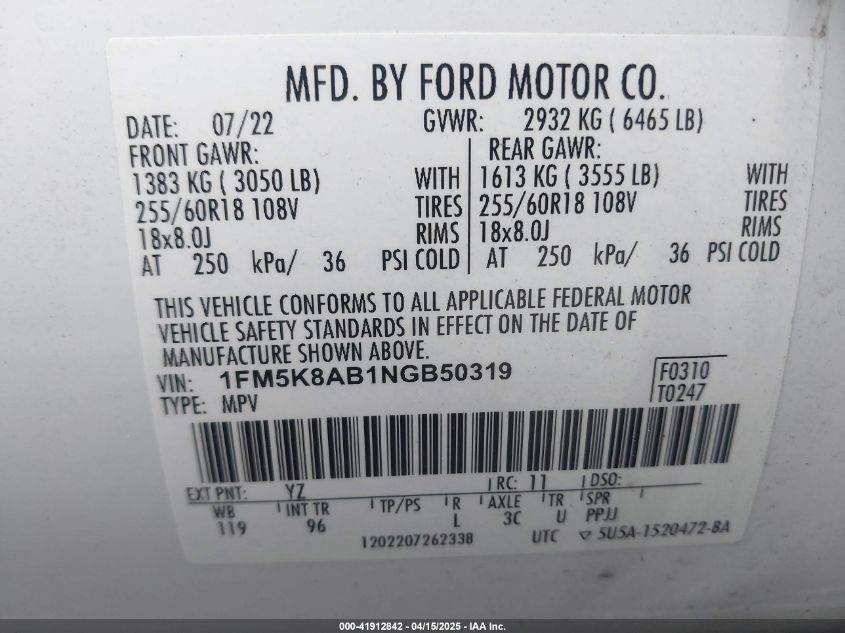 MFD. BY FORD MOTOR CO.
DATE: 07/22 GVWR: 2932 KG ( 6465 LB)
FRONT GAWR: REAR GAWR:
1383 KG ( 3050 LB) WITH 1613 KG ( 3555 LB) WITH
255/60R18 108V TIRES 255/60R18 108V TIRES
18x8.0J RIMS 18x8.0J RIMS
AT 250 kPa/ 36 PSI COLD AT 250 kPa/ 36 PSI COLD
THIS VEHICLE CONFORMS TO ALL APPLICABLE FEDERAL MOTOR
VEHICLE SAFETY STANDARDS IN EFFECT ON THE DATE OF
MANUFACTURE SHOWN ABOVE.
VIN: 1FM5K8AB1NGB50319 F0310
TYPE: MPV T0247
EXT PNT: YZ RC: 11 DSO:
WB INT TR TP/PS R AXLE TR SPR
119 96 L 3C U PPJJ
1202207262338 UTC ▽ 5U5A-1520472-BA
000-41912842 - 04/15/2025 - IAA Inc.